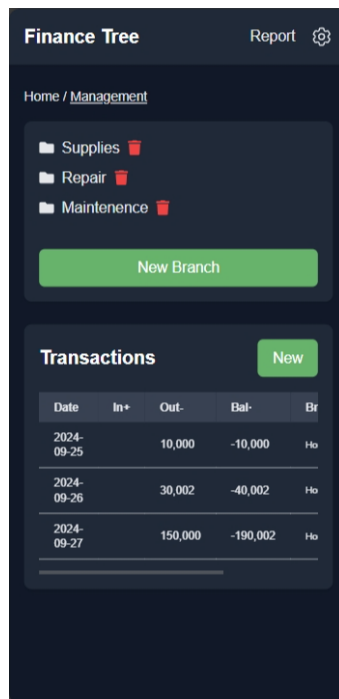 Finance Tree Report
Home / Management
Supplies
Repair
Maintenence
New Branch
Transactions New
Date In+ Out- Bal- Br
2024-
09-25 10,000 -10,000 Ho
2024-
09-26 30,002 -40,002 Ho
2024-
09-27 150,000 -190,002 Ho